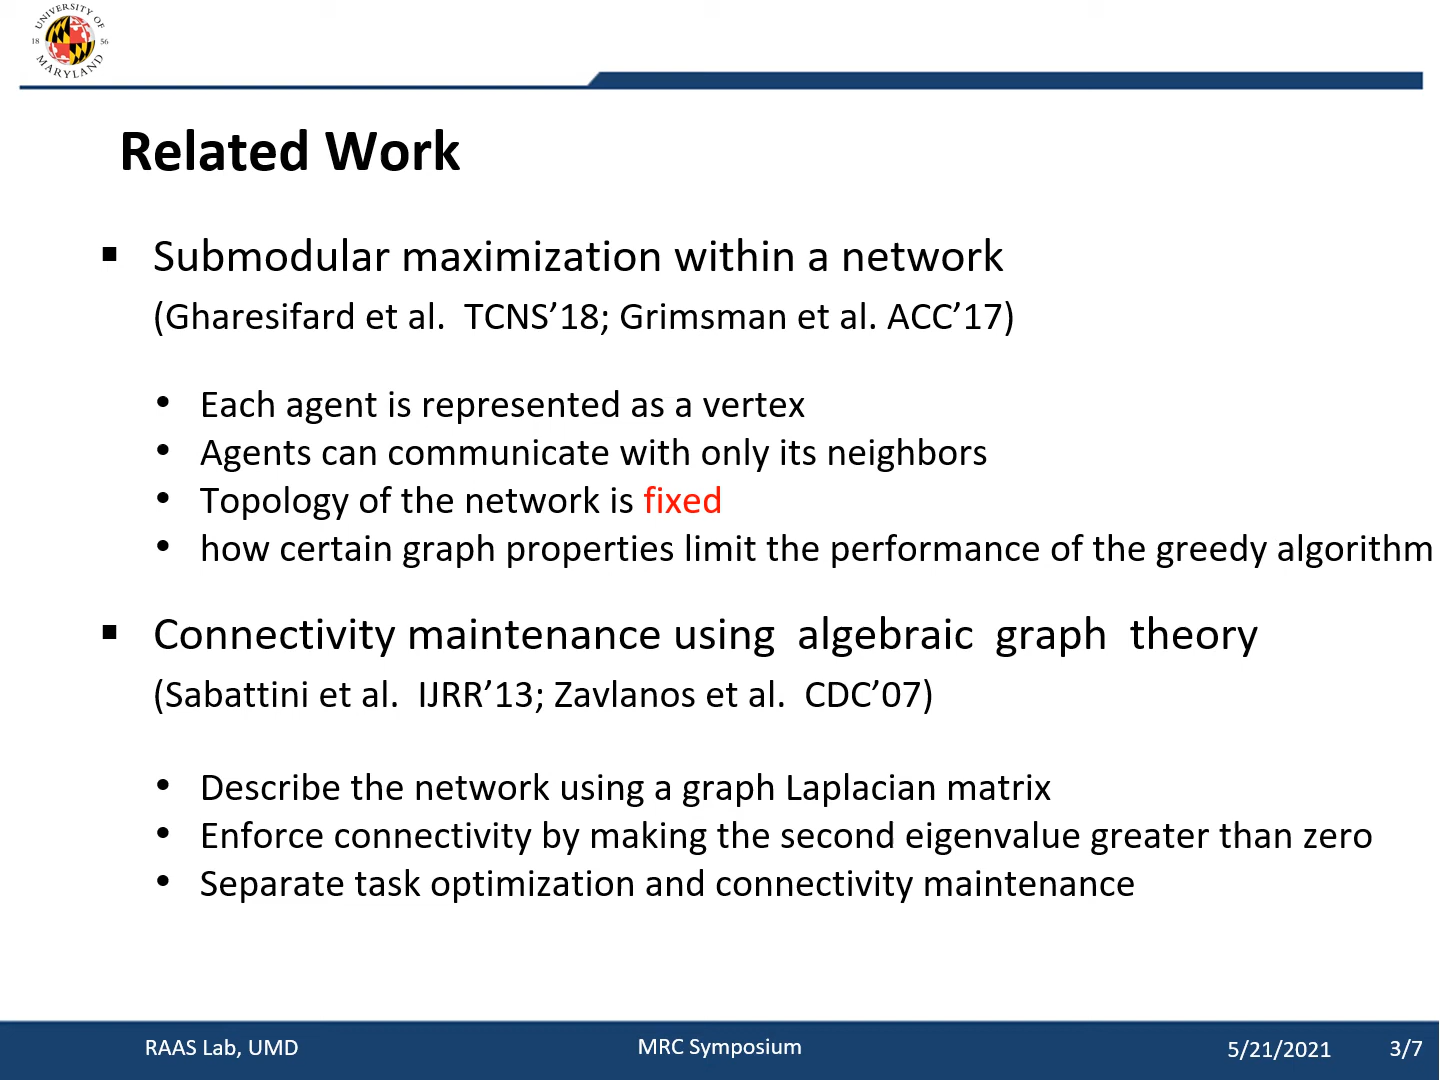 UNIVERSITY OF
18 56
MARYLAND
Related Work
▪ Submodular maximization within a network
(Gharesifard et al. TCNS’18; Grimsman et al. ACC’17)
• Each agent is represented as a vertex
• Agents can communicate with only its neighbors
• Topology of the network is fixed
• how certain graph properties limit the performance of the greedy algorithm
▪ Connectivity maintenance using algebraic graph theory
(Sabattini et al. IJRR’13; Zavlanos et al. CDC’07)
• Describe the network using a graph Laplacian matrix
• Enforce connectivity by making the second eigenvalue greater than zero
• Separate task optimization and connectivity maintenance
RAAS Lab, UMD MRC Symposium 5/21/2021 3/7